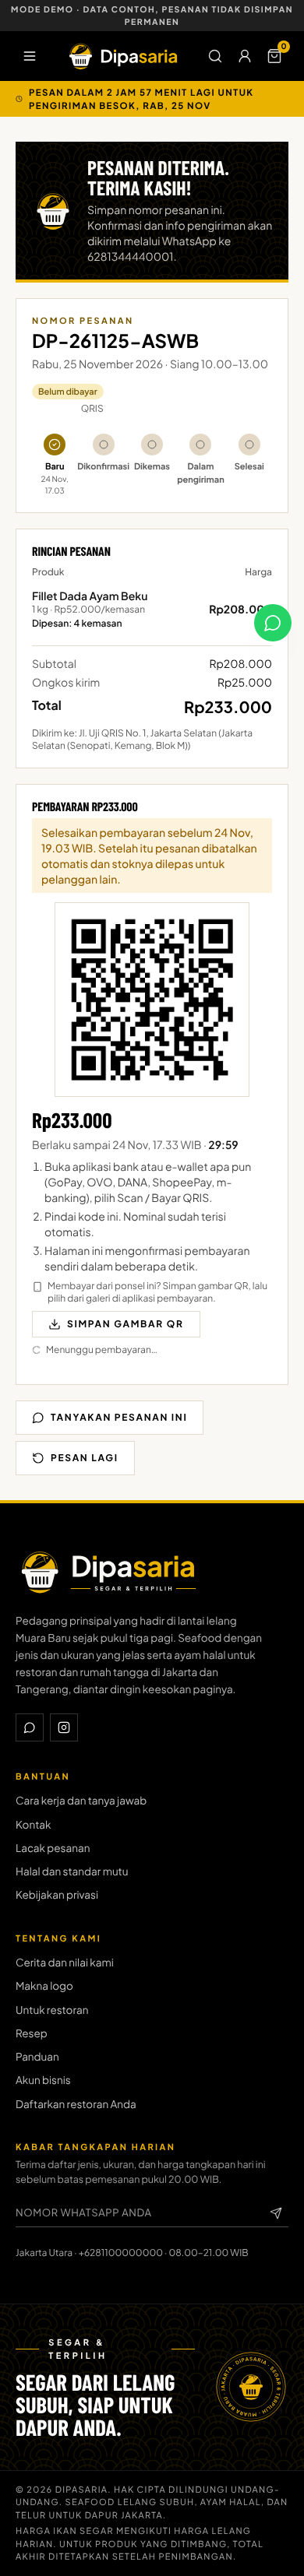 MODE DEMO · DATA CONTOH, PESANAN TIDAK DISIMPAN
PERMANEN
Dipasaria
0
PESAN DALAM 2 JAM 57 MENIT LAGI UNTUK
PENGIRIMAN BESOK, RAB, 25 NOV
PESANAN DITERIMA.
TERIMA KASIH!
Simpan nomor pesanan ini.
Konfirmasi dan info pengiriman akan
dikirim melalui WhatsApp ke
6281344440001.
NOMOR PESANAN
DP-261125-ASWB
Rabu, 25 November 2026 · Siang 10.00–13.00
Belum dibayar
QRIS
Baru
Dikonfirmasi
Dikemas
Dalam
pengiriman
Selesai
24 Nov,
17.03
RINCIAN PESANAN
Produk
Harga
Fillet Dada Ayam Beku
1 kg · Rp52.000/kemasan
Rp208.00
Dipesan: 4 kemasan
Subtotal
Rp208.000
Ongkos kirim
Rp25.000
Total
Rp233.000
Dikirim ke: Jl. Uji QRIS No. 1, Jakarta Selatan (Jakarta
Selatan (Senopati, Kemang, Blok M))
PEMBAYARAN RP233.000
Selesaikan pembayaran sebelum 24 Nov,
19.03 WIB. Setelah itu pesanan dibatalkan
otomatis dan stoknya dilepas untuk
pelanggan lain.
Rp233.000
Berlaku sampai 24 Nov, 17.33 WIB · 29:59
1. Buka aplikasi bank atau e-wallet apa pun
(GoPay, OVO, DANA, ShopeePay, m-
banking), pilih Scan / Bayar QRIS.
2. Pindai kode ini. Nominal sudah terisi
otomatis.
3. Halaman ini mengonfirmasi pembayaran
sendiri dalam beberapa detik.
Membayar dari ponsel ini? Simpan gambar QR, lalu
pilih dari galeri di aplikasi pembayaran.
SIMPAN GAMBAR QR
Menunggu pembayaran…
TANYAKAN PESANAN INI
PESAN LAGI
Dipasaria
SEGAR & TERPILIH
Pedagang prinsipal yang hadir di lantai lelang
Muara Baru sejak pukul tiga pagi. Seafood dengan
jenis dan ukuran yang jelas serta ayam halal untuk
restoran dan rumah tangga di Jakarta dan
Tangerang, diantar dingin keesokan paginya.
BANTUAN
Cara kerja dan tanya jawab
Kontak
Lacak pesanan
Halal dan standar mutu
Kebijakan privasi
TENTANG KAMI
Cerita dan nilai kami
Makna logo
Untuk restoran
Resep
Panduan
Akun bisnis
Daftarkan restoran Anda
KABAR TANGKAPAN HARIAN
Terima daftar jenis, ukuran, dan harga tangkapan hari ini
sebelum batas pemesanan pukul 20.00 WIB.
NOMOR WHATSAPP ANDA
Jakarta Utara · +6281100000000 · 08.00–21.00 WIB
SEGAR &
TERPILIH
SEGAR DARI LELANG
SUBUH, SIAP UNTUK
DAPUR ANDA.
© 2026 DIPASARIA. HAK CIPTA DILINDUNGI UNDANG-
UNDANG. SEAFOOD LELANG SUBUH, AYAM HALAL, DAN
TELUR UNTUK DAPUR JAKARTA.
HARGA IKAN SEGAR MENGIKUTI HARGA LELANG
HARIAN. UNTUK PRODUK YANG DITIMBANG, TOTAL
AKHIR DITETAPKAN SETELAH PENIMBANGAN.